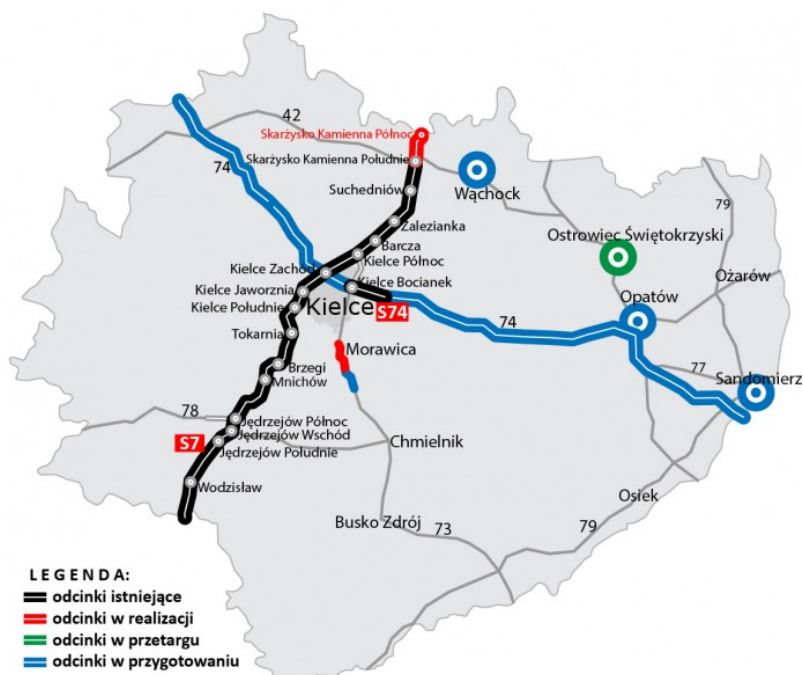 42
Skarżysko Kamienna Północ
Skarżysko Kamienna Południe
74
Suchedniów
Wąchock
79
Zalezianka
Ostrowiec Świętokrzyski
Barcza
Kielce Północ
Kielce Zachód
Ożarów
Kielce Bocianek
Kielce Jaworznia
Opatów
Kielce Południe
Kielce
S74
74
Tokarnia
Morawica
Brzegi
77
Mnichów
Sandomierz
78
Jędrzejów Północ
Jędrzejów Wschód
S7
Chmielnik
Jędrzejów Południe
Wodzisław
Osiek
Busko Zdrój
73
79
LEGENDA:
odcinki istniejące
odcinki w realizacji
odcinki w przetargu
odcinki w przygotowaniu